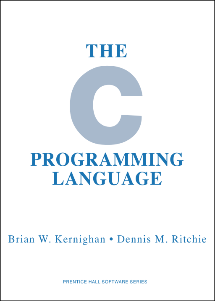 THE
C
PROGRAMMING
LANGUAGE
Brian W. Kernighan • Dennis M. Ritchie
PRENTICE HALL SOFTWARE SERIES